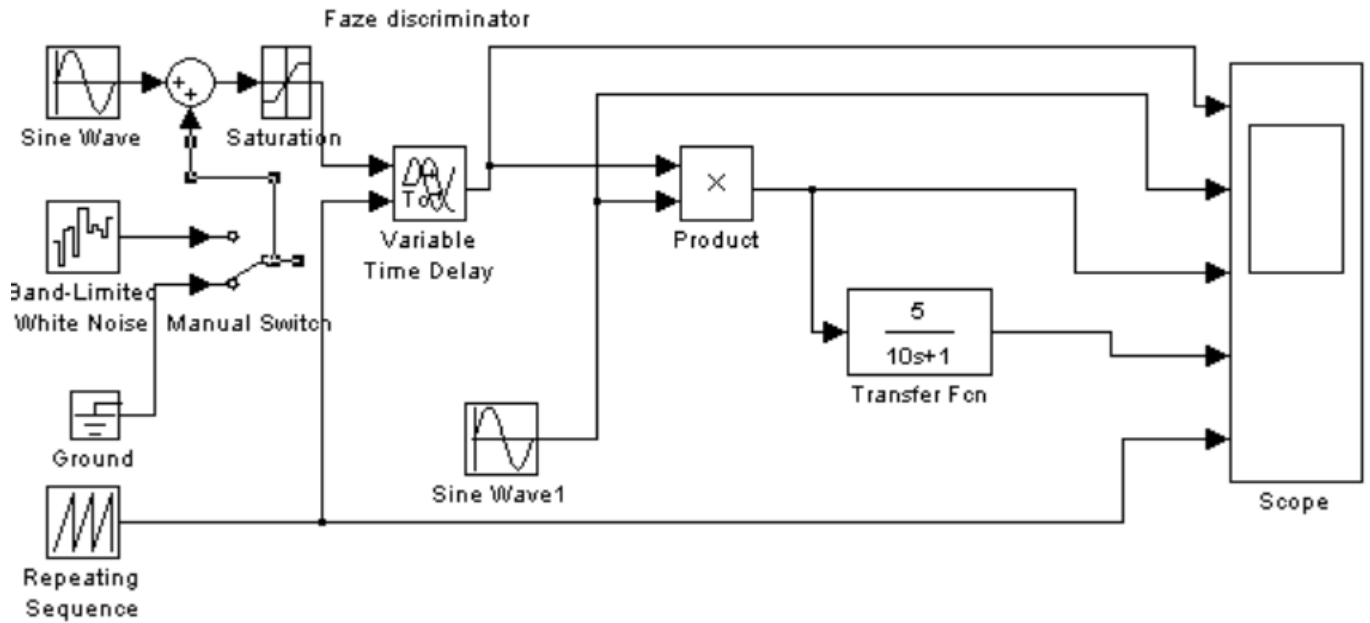 Faze discriminator
Sine Wave
+
+
Saturation
To
Variable
Time Delay
×
Product
Band-Limited
White Noise
Manual Switch
5
10s+1
Transfer Fcn
Ground
Sine Wave1
Scope
Repeating
Sequence